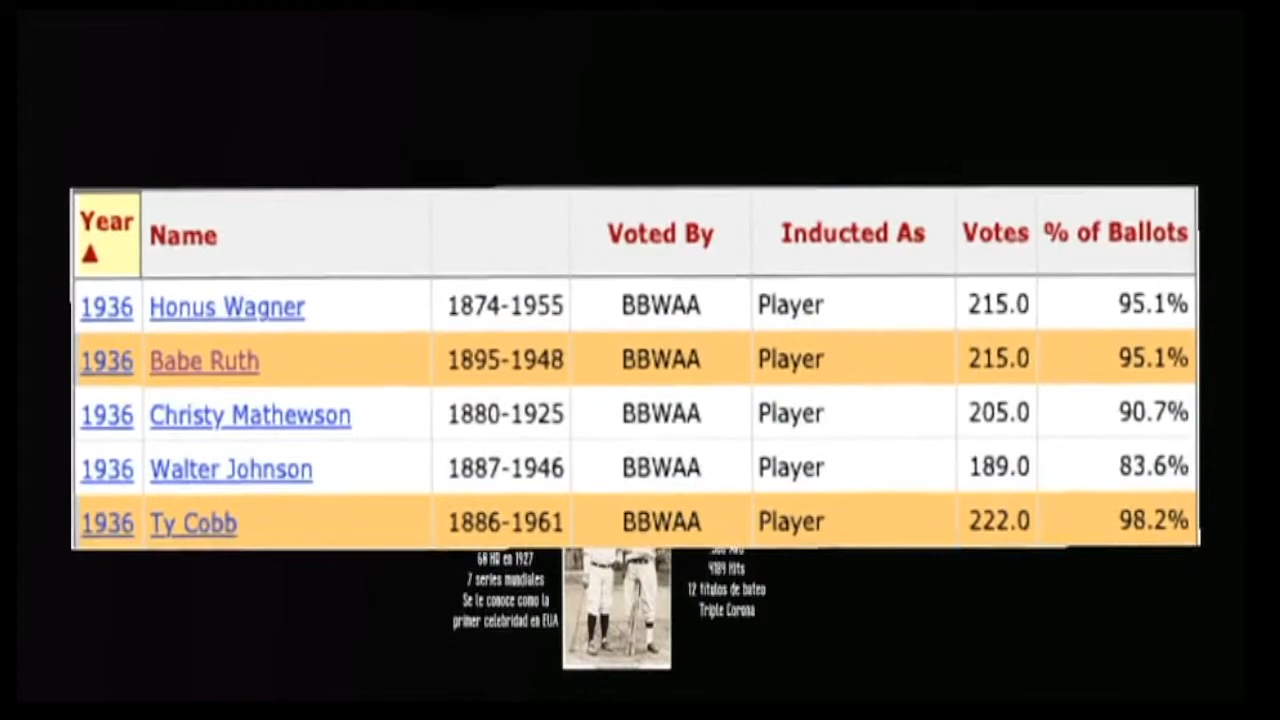 Year ▲ Name Voted By Inducted As Votes % of Ballots
1936 Honus Wagner 1874-1955 BBWAA Player 215.0 95.1%
1936 Babe Ruth 1895-1948 BBWAA Player 215.0 95.1%
1936 Christy Mathewson 1880-1925 BBWAA Player 205.0 90.7%
1936 Walter Johnson 1887-1946 BBWAA Player 189.0 83.6%
1936 Ty Cobb 1886-1961 BBWAA Player 222.0 98.2%
60 HR en 1927
7 series mundiales
Se le conoce como la
primer celebridad en EUA
4189 Hits
12 títulos de bateo
Triple Corona